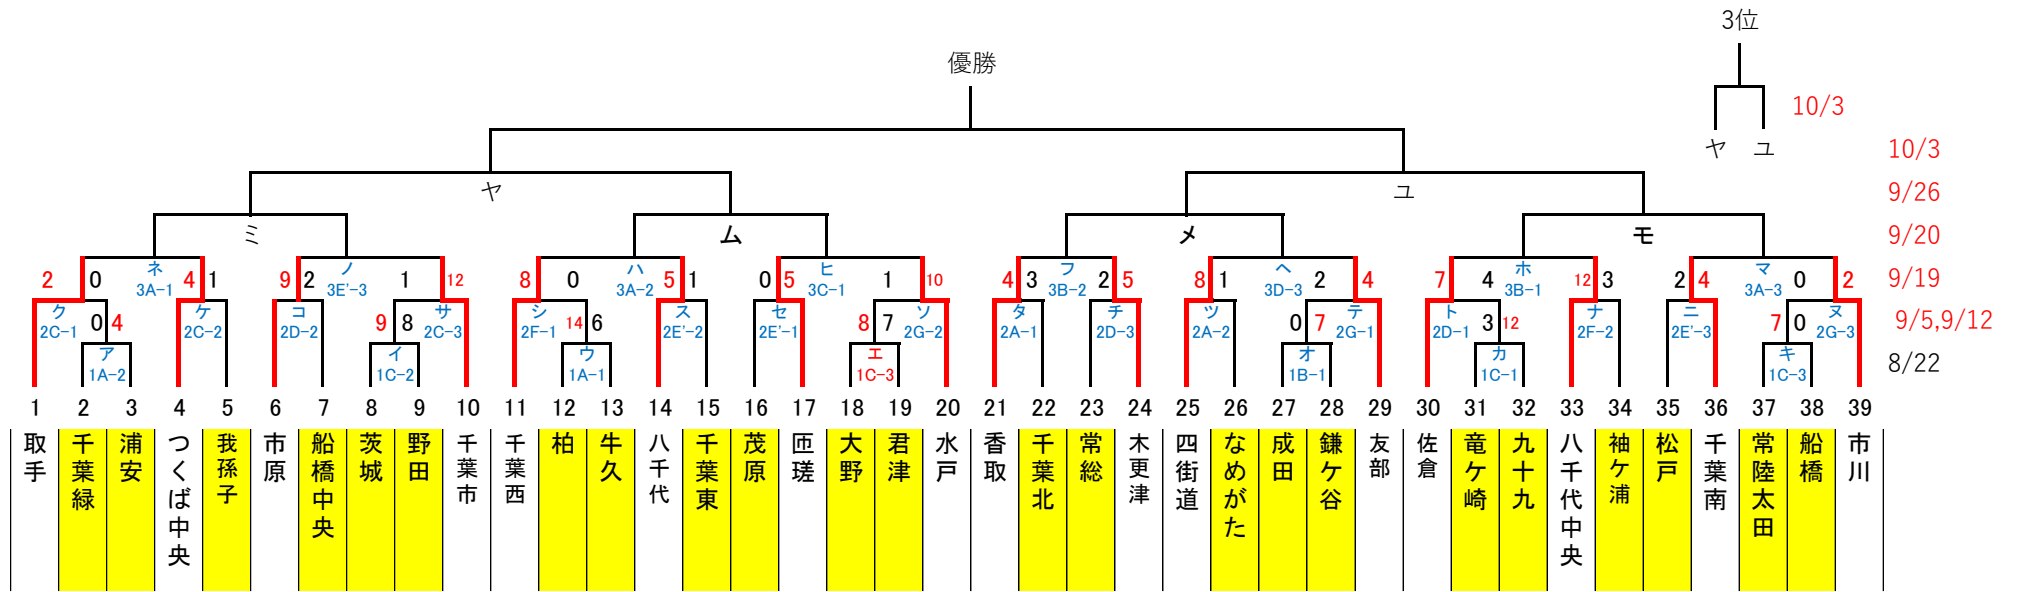 3位
優勝
10/3
ヤ ユ
10/3
ヤ ユ
9/26
ミ ム メ モ
9/20
2 0 ネ 4 1 9 2 ノ 1 12 8 0 ハ 5 1 0 5 ヒ 1 10 4 3 フ 2 5 8 1 ヘ 2 4 7 4 ホ 12 3 2 4 マ 0 2
3A-1 3E'-3 3A-2 3C-1 3B-2 3D-3 3B-1 3A-3
9/19
ク ケ コ サ シ ス セ ソ タ チ ツ テ ト ナ ニ ヌ
2C-1 2C-2 2D-2 2C-3 2F-1 2E'-2 2E'-1 2G-2 2A-1 2D-3 2A-2 2G-1 2D-1 2F-2 2E'-3 2G-3
0 4 9 8 14 6 8 7 0 7 3 12 7 0
9/5,9/12
ア イ ウ エ オ カ キ
1A-2 1C-2 1A-1 1C-3 1B-1 1C-1 1C-3
8/22
1 2 3 4 5 6 7 8 9 10 11 12 13 14 15 16 17 18 19 20 21 22 23 24 25 26 27 28 29 30 31 32 33 34 35 36 37 38 39
取手
千葉緑
浦安
つくば中央
我孫子
市原
船橋中央
茨城
野田
千葉市
千葉西
柏
牛久
八千代
千葉東
茂原
匝瑳
大野
君津
水戸
香取
千葉北
常総
木更津
四街道
なめがた
成田
鎌ケ谷
友部
佐倉
竜ケ崎
九十九
八千代中央
袖ケ浦
松戸
千葉南
常陸太田
船橋
市川